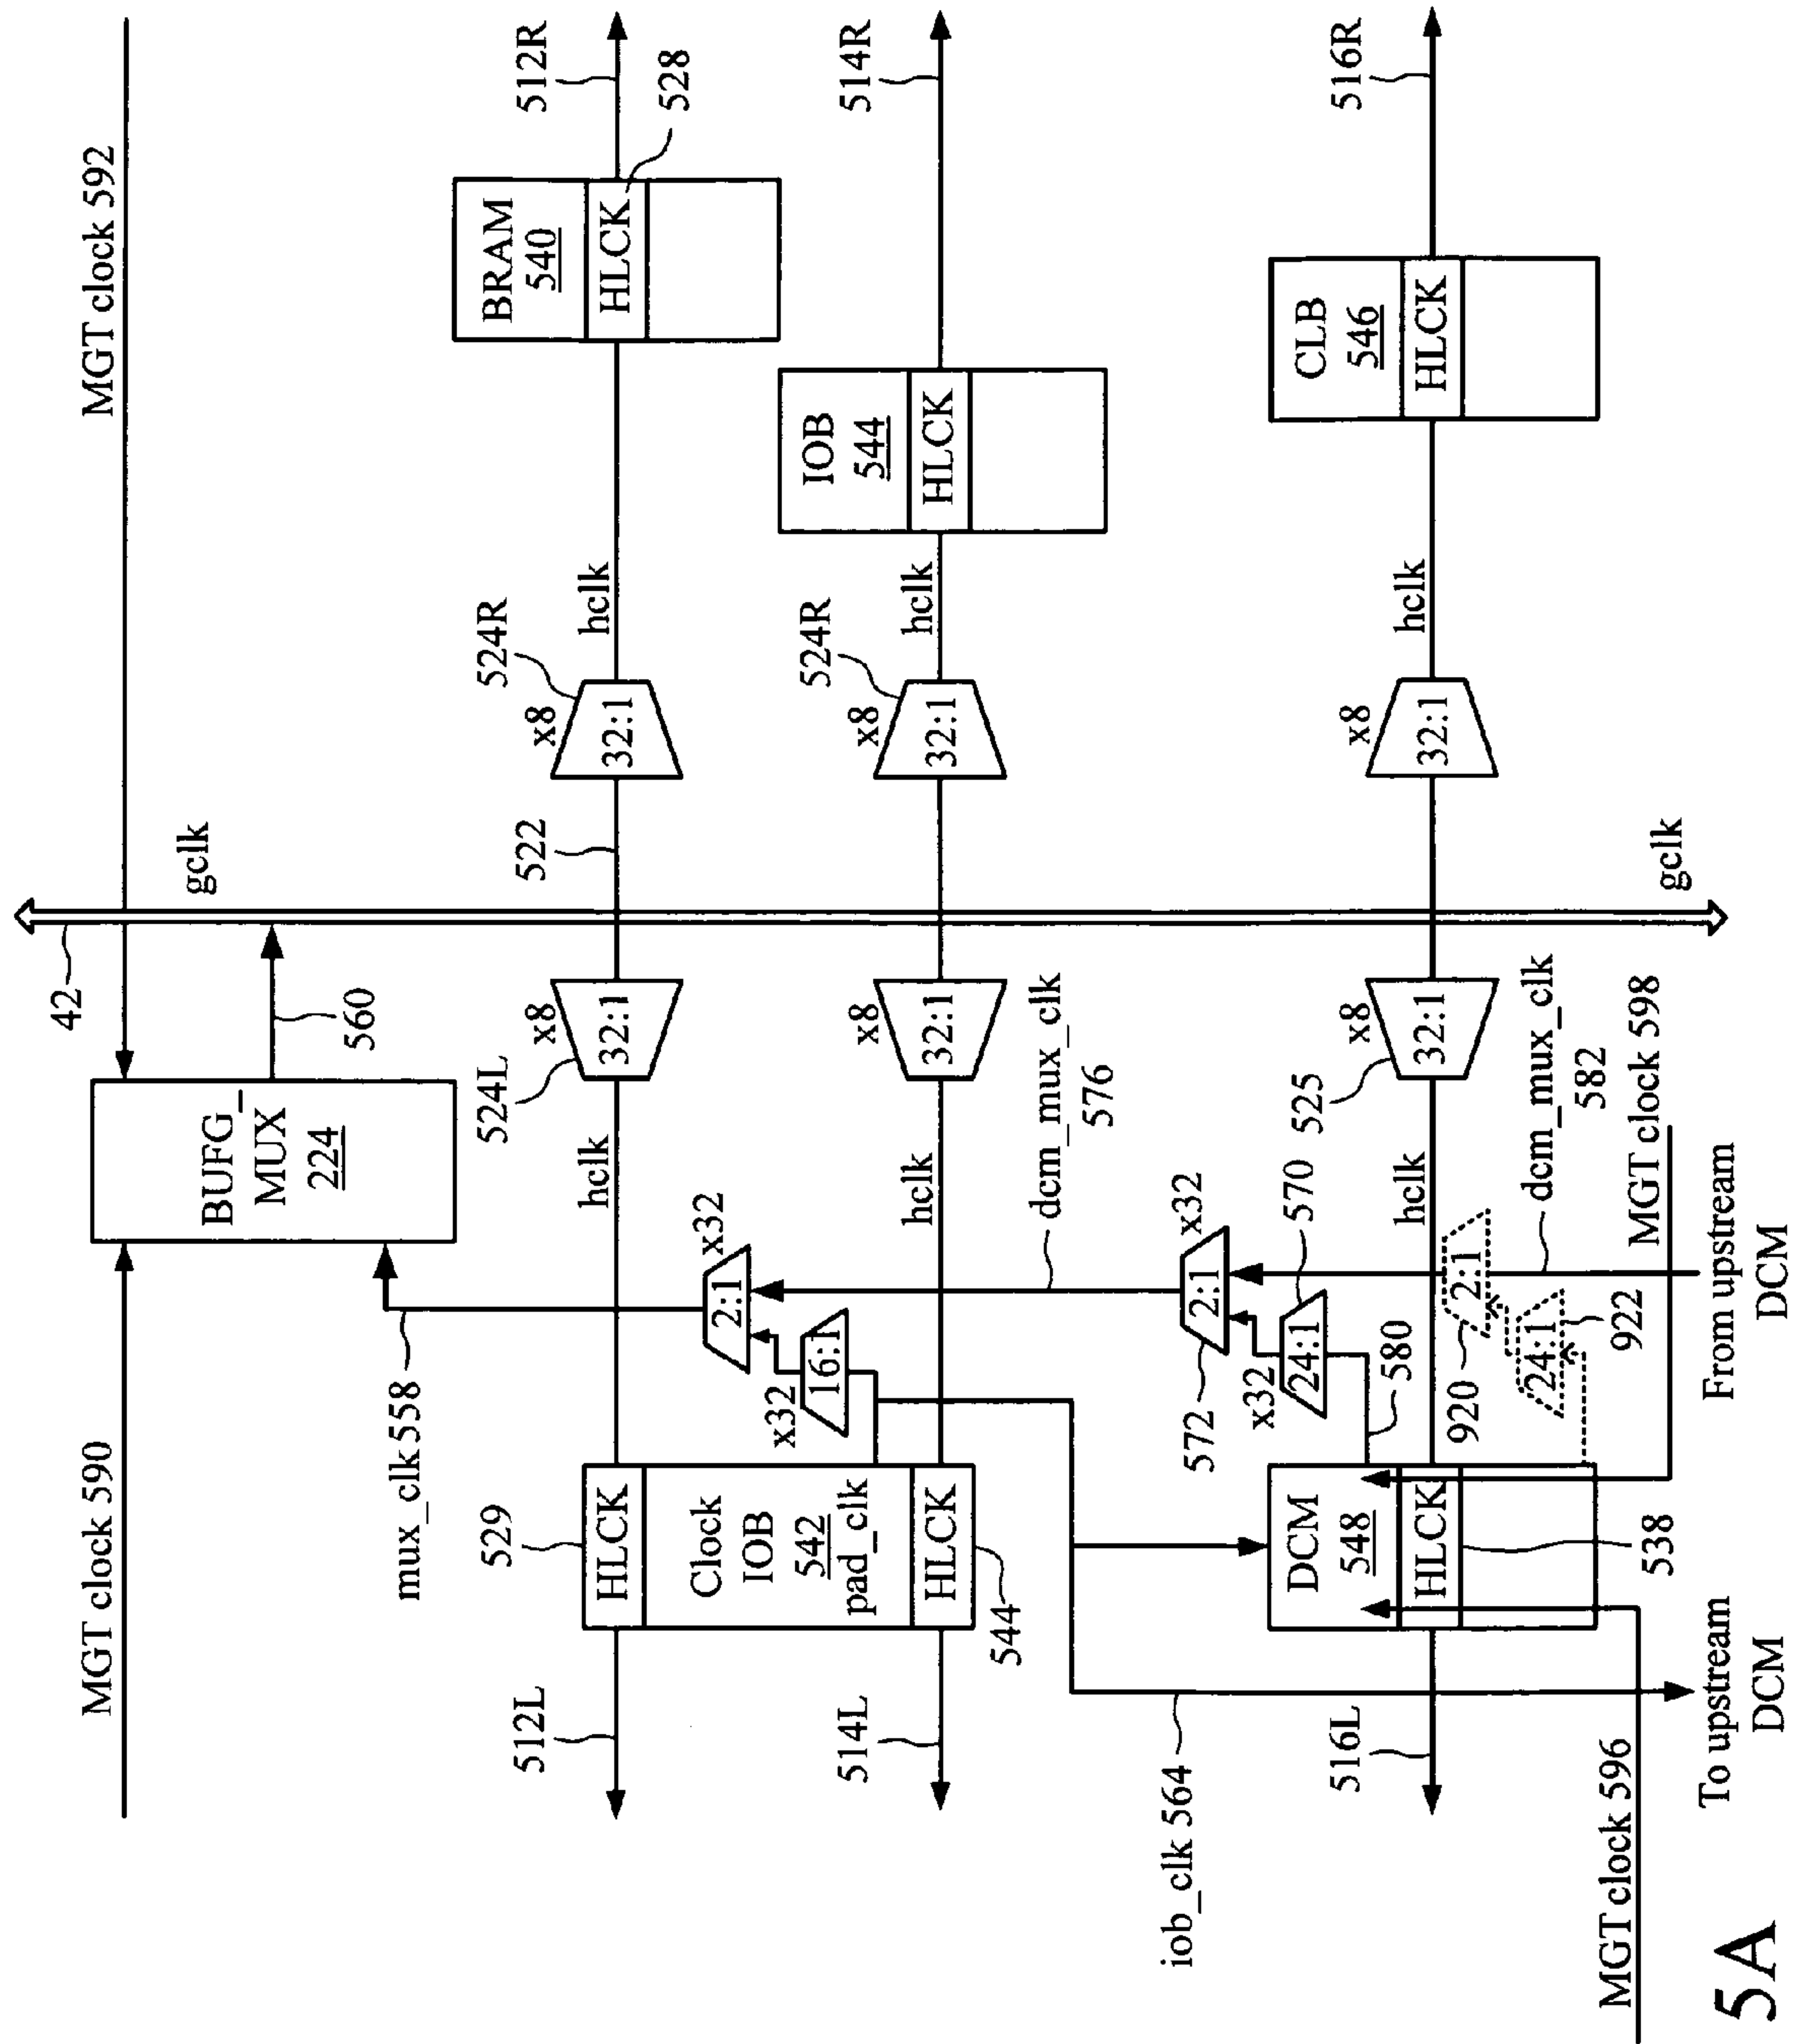 MGT clock 590
MGT clock 592
BUFG_
MUX
224
42
gclk
560
mux_clk 558
512L
529
HLCK
hclk
524L
x8
32:1
522
x8
32:1
524R
hclk
BRAM
540
HLCK
528
512R
x32
2:1
Clock
IOB
542
pad_clk
x32
16:1
514L
HLCK
544
hclk
x8
32:1
x8
32:1
524R
hclk
IOB
544
HLCK
514R
dcm_mux_clk
576
iob_clk 564
572
2:1
x32
x32
24:1
570
580
516L
DCM
548
HLCK
538
hclk
525
x8
32:1
x8
32:1
hclk
CLB
546
HLCK
516R
920
2:1
24:1
922
dcm_mux_clk
582
MGT clock 598
MGT clock 596
gclk
To upstream
DCM
From upstream
DCM
5A